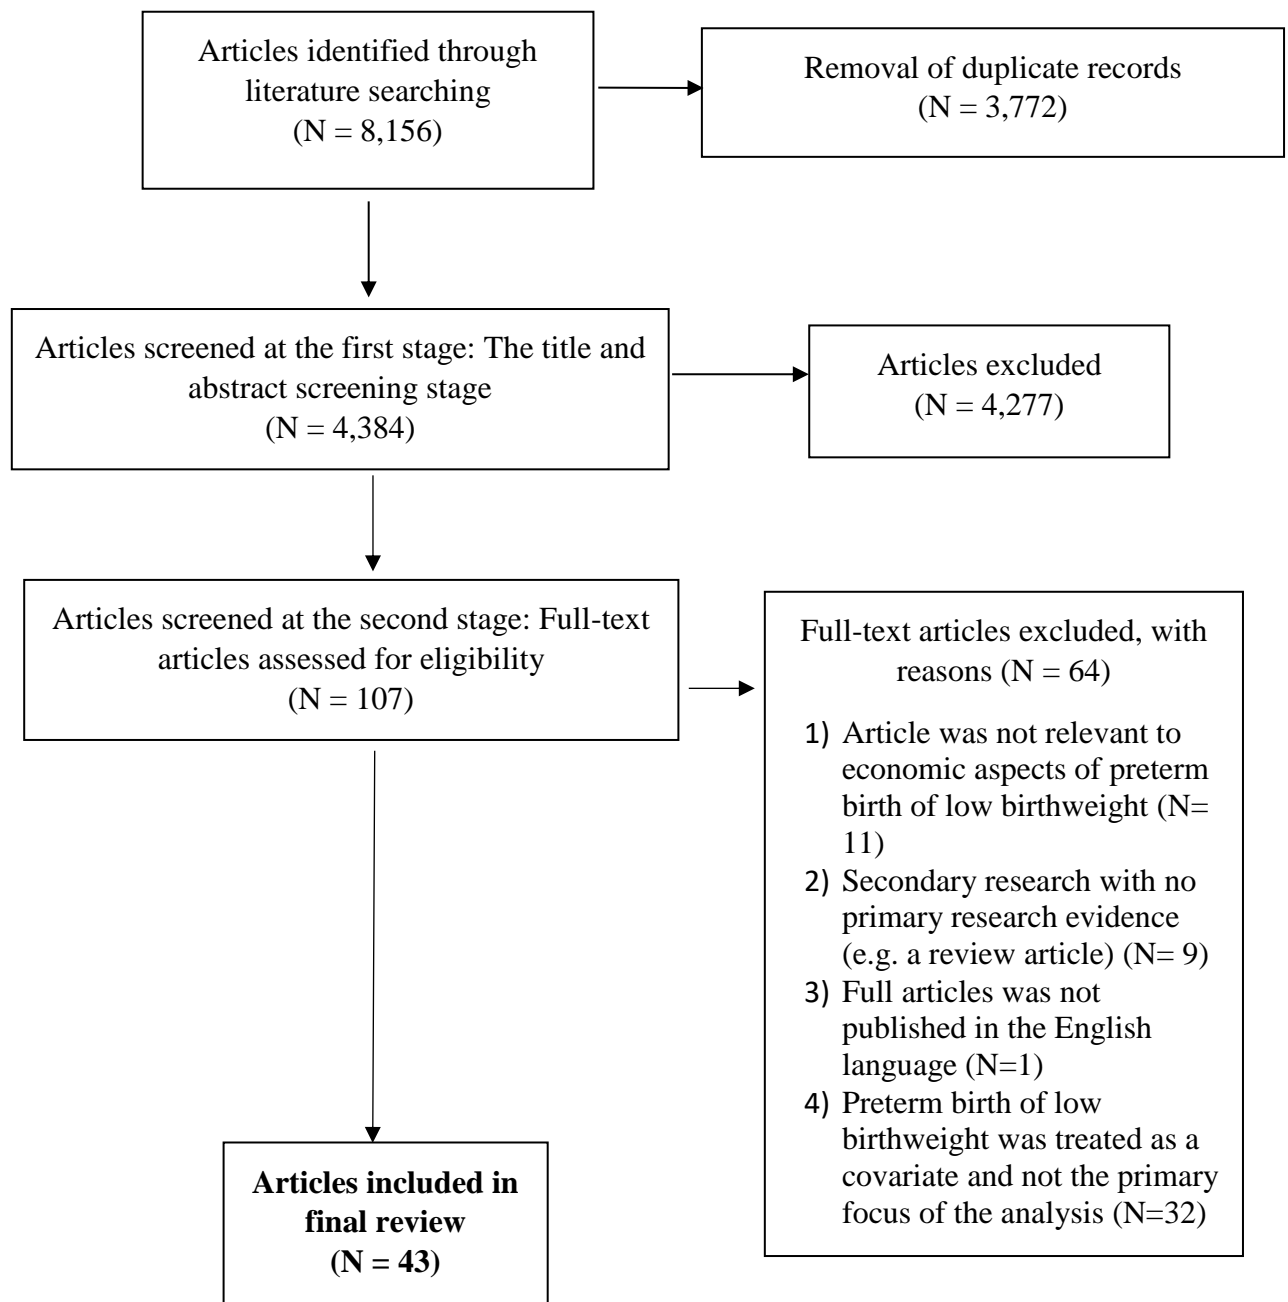 Articles identified through
literature searching
(N = 8,156)
Removal of duplicate records
(N = 3,772)
Articles screened at the first stage: The title and
abstract screening stage
(N = 4,384)
Articles excluded
(N = 4,277)
Articles screened at the second stage: Full-text
articles assessed for eligibility
(N = 107)
Full-text articles excluded, with
reasons (N = 64)
1) Article was not relevant to
economic aspects of preterm
birth of low birthweight (N=
11)
2) Secondary research with no
primary research evidence
(e.g. a review article) (N= 9)
3) Full articles was not
published in the English
language (N=1)
4) Preterm birth of low
birthweight was treated as a
covariate and not the primary
focus of the analysis (N=32)
Articles included in
final review
(N = 43)